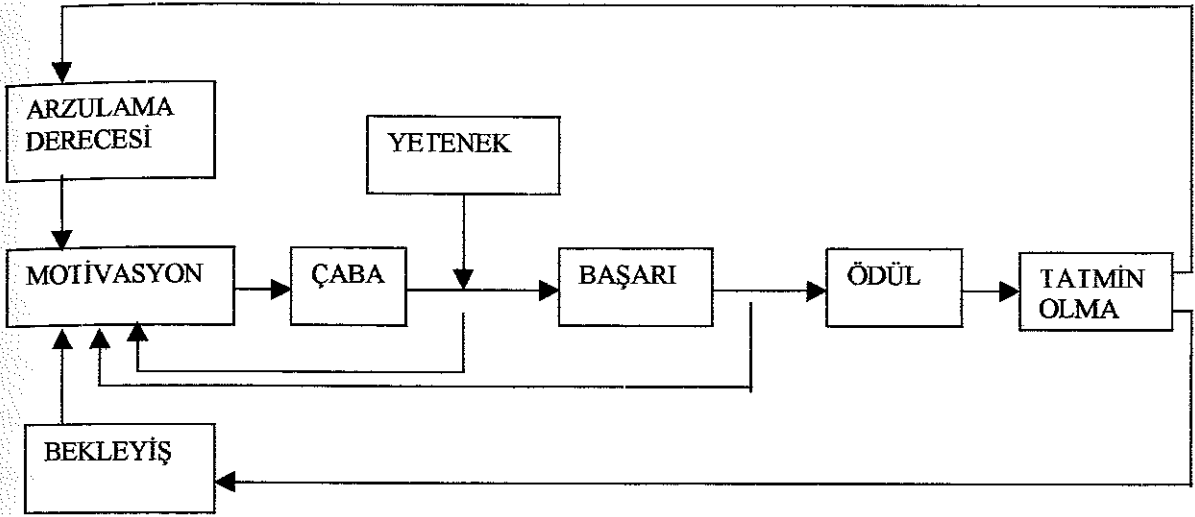 ARZULAMA
DERECESİ
YETENEK
MOTİVASYON
ÇABA
BAŞARI
ÖDÜL
TATMİN
OLMA
BEKLEYİŞ